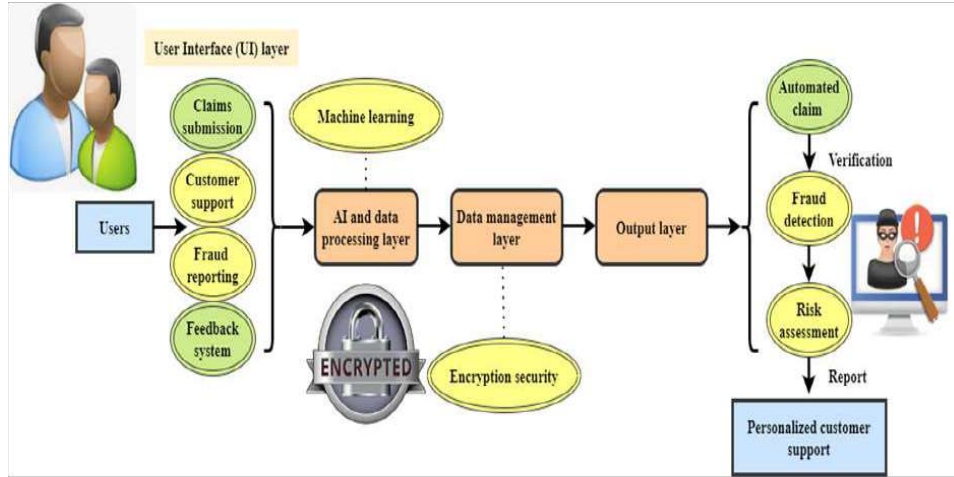 User Interface (UI) layer
Users
Claims
submission
Customer
support
Fraud
reporting
Feedback
system
Machine learning
AI and data
processing layer
ENCRYPTED
Data management
layer
Encryption security
Output layer
Automated
claim
Verification
Fraud
detection
Risk
assessment
Report
Personalized customer
support